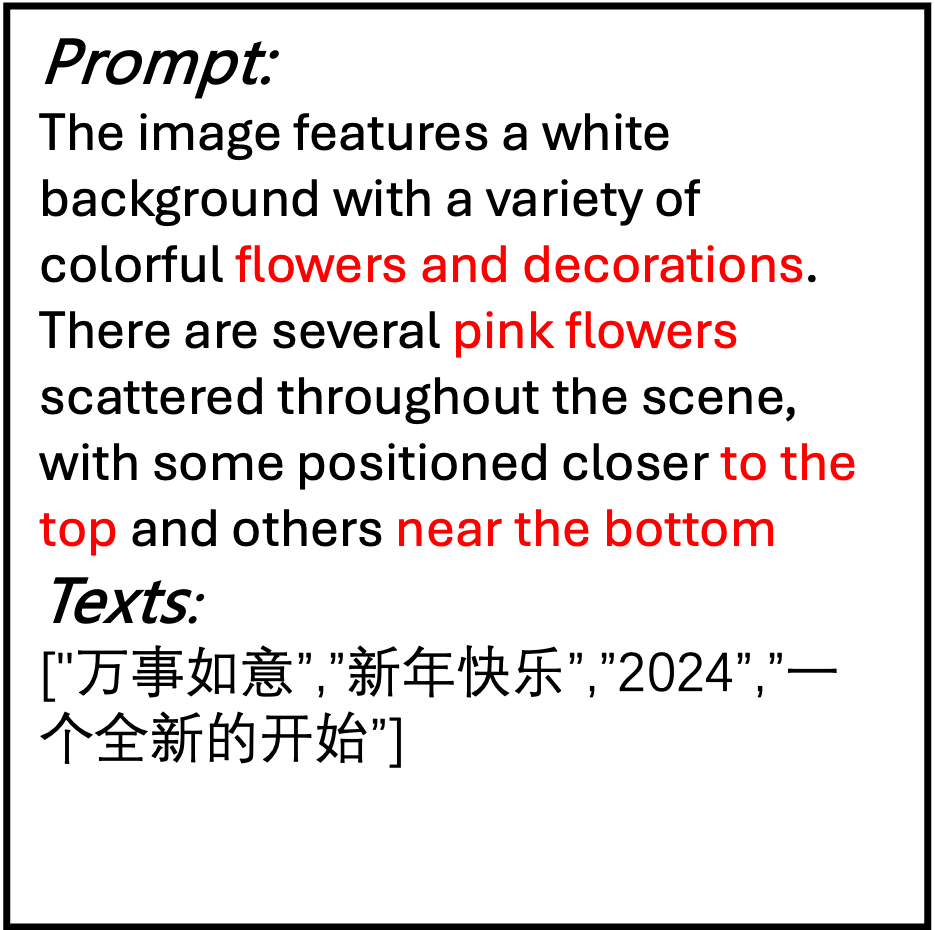 Prompt:
The image features a white
background with a variety of
colorful flowers and decorations.
There are several pink flowers
scattered throughout the scene,
with some positioned closer to the
top and others near the bottom
Texts:
["万事如意”,”新年快乐”,”2024”,”一
个全新的开始”]